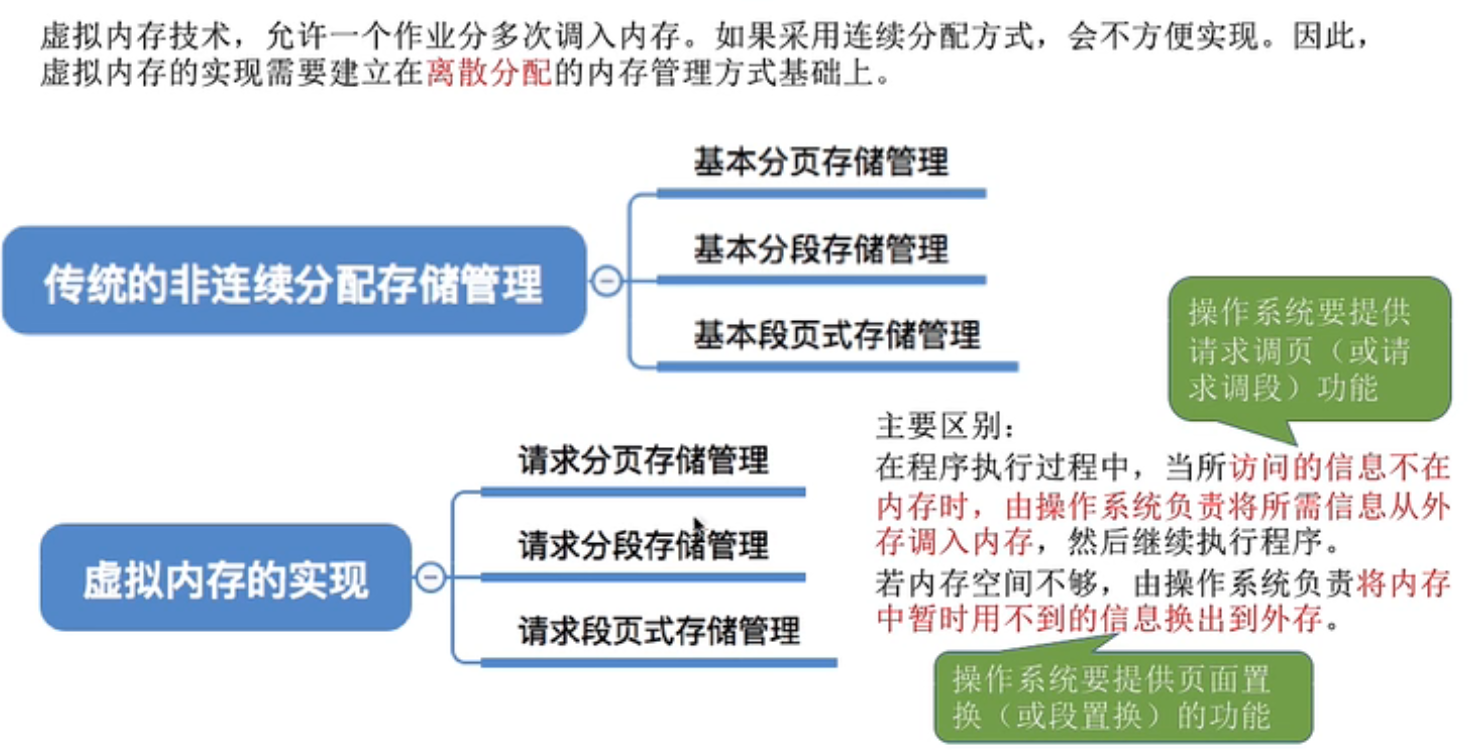 虚拟内存技术，允许一个作业分多次调入内存。如果采用连续分配方式，会不方便实现。因此，
虚拟内存的实现需要建立在离散分配的内存管理方式基础上。
传统的非连续分配存储管理
基本分页存储管理
基本分段存储管理
基本段页式存储管理
操作系统要提供
请求调页（或请
求调段）功能
虚拟内存的实现
请求分页存储管理
请求分段存储管理
请求段页式存储管理
主要区别：
在程序执行过程中，当所访问的信息不在
内存时，由操作系统负责将所需信息从外
存调入内存，然后继续执行程序。
若内存空间不够，由操作系统负责将内存
中暂时用不到的信息换出到外存。
操作系统要提供页面置
换（或段置换）的功能